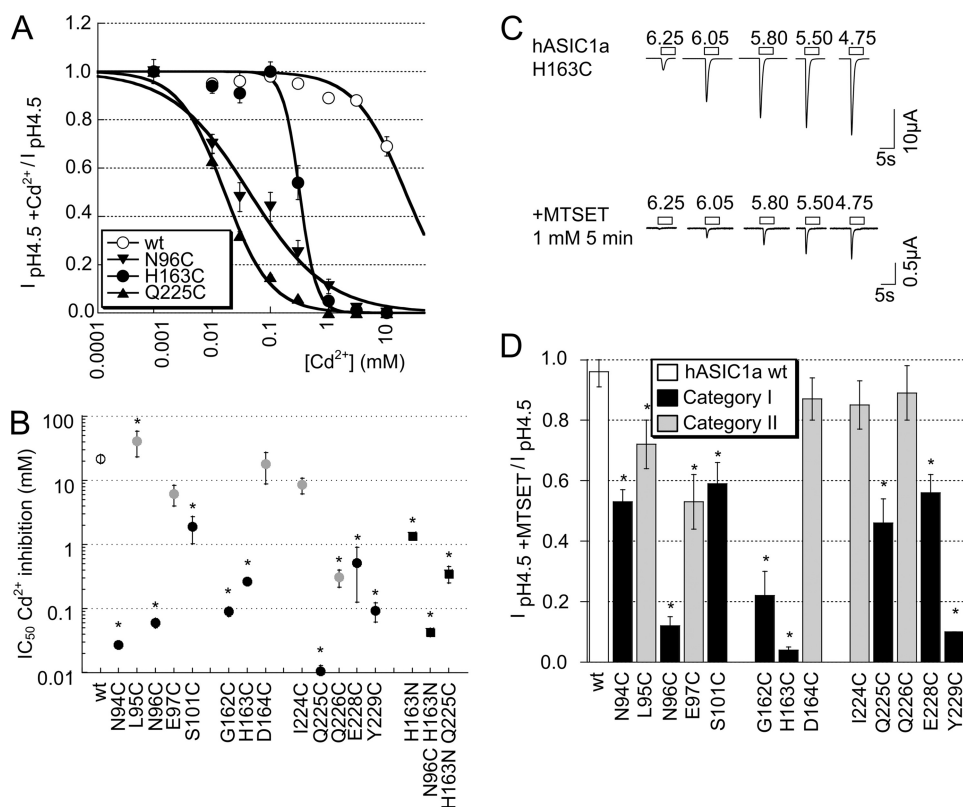 A
1.2
1.0
0.8
0.6
0.4
0.2
0.0
I pH4.5 +Cd2+ / I pH4.5
wt
N96C
H163C
Q225C
0.0001
0.001
0.01
0.1
1
10
[Cd2+] (mM)
B
100
10
1
0.1
0.01
IC50 Cd2+ inhibition (mM)
* * * * * * * * * * * * *
wt
N94C
L95C
N96C
E97C
S101C
G162C
H163C
D164C
I224C
Q225C
Q226C
E228C
Y229C
H163N
N96C H163N
H163N Q225C
C
hASIC1a
H163C
6.25 6.05 5.80 5.50 4.75
10μA
5s
+MTSET
1 mM 5 min
6.25 6.05 5.80 5.50 4.75
0.5μA
5s
D
1.0
0.8
0.6
0.4
0.2
0.0
I pH4.5 +MTSET / I pH4.5
hASIC1a wt
Category I
Category II
* * * * * * * * * *
wt
N94C
L95C
N96C
E97C
S101C
G162C
H163C
D164C
I224C
Q225C
Q226C
E228C
Y229C